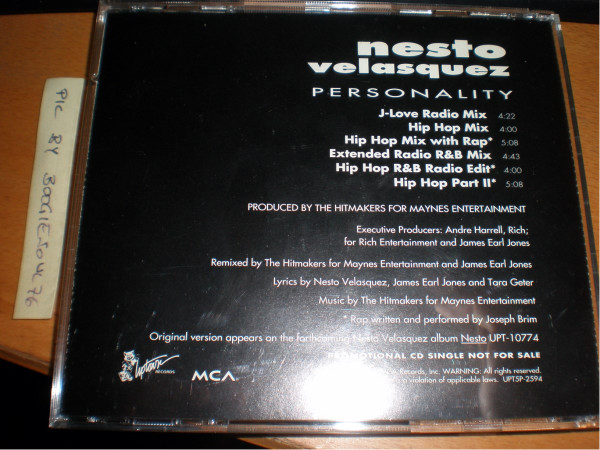 nesto
velasquez
PERSONALITY
J-Love Radio Mix 4:22
Hip Hop Mix 4:00
Hip Hop Mix with Rap* 5:08
Extended Radio R&B Mix 4:43
Hip Hop R&B Radio Edit* 4:00
Hip Hop Part II* 5:08
PRODUCED BY THE HITMAKERS FOR MAYNES ENTERTAINMENT
Executive Producers: Andre Harrell, Rich;
for Rich Entertainment and James Earl Jones
Remixed by The Hitmakers for Maynes Entertainment and James Earl Jones
Lyrics by Nesto Velasquez, James Earl Jones and Tara Geter
Music by The Hitmakers for Maynes Entertainment
* Rap written and performed by Joseph Brim
Original version appears on the forthcoming Nesto Velasquez album Nesto UPT-10774
PROMOTIONAL CD SINGLE NOT FOR SALE
Records, Inc. WARNING: All rights reserved.
violation of applicable laws. UPT5P-2594
Uptown
RECORDS
MCA
PIC BY BOOGIESOUL76